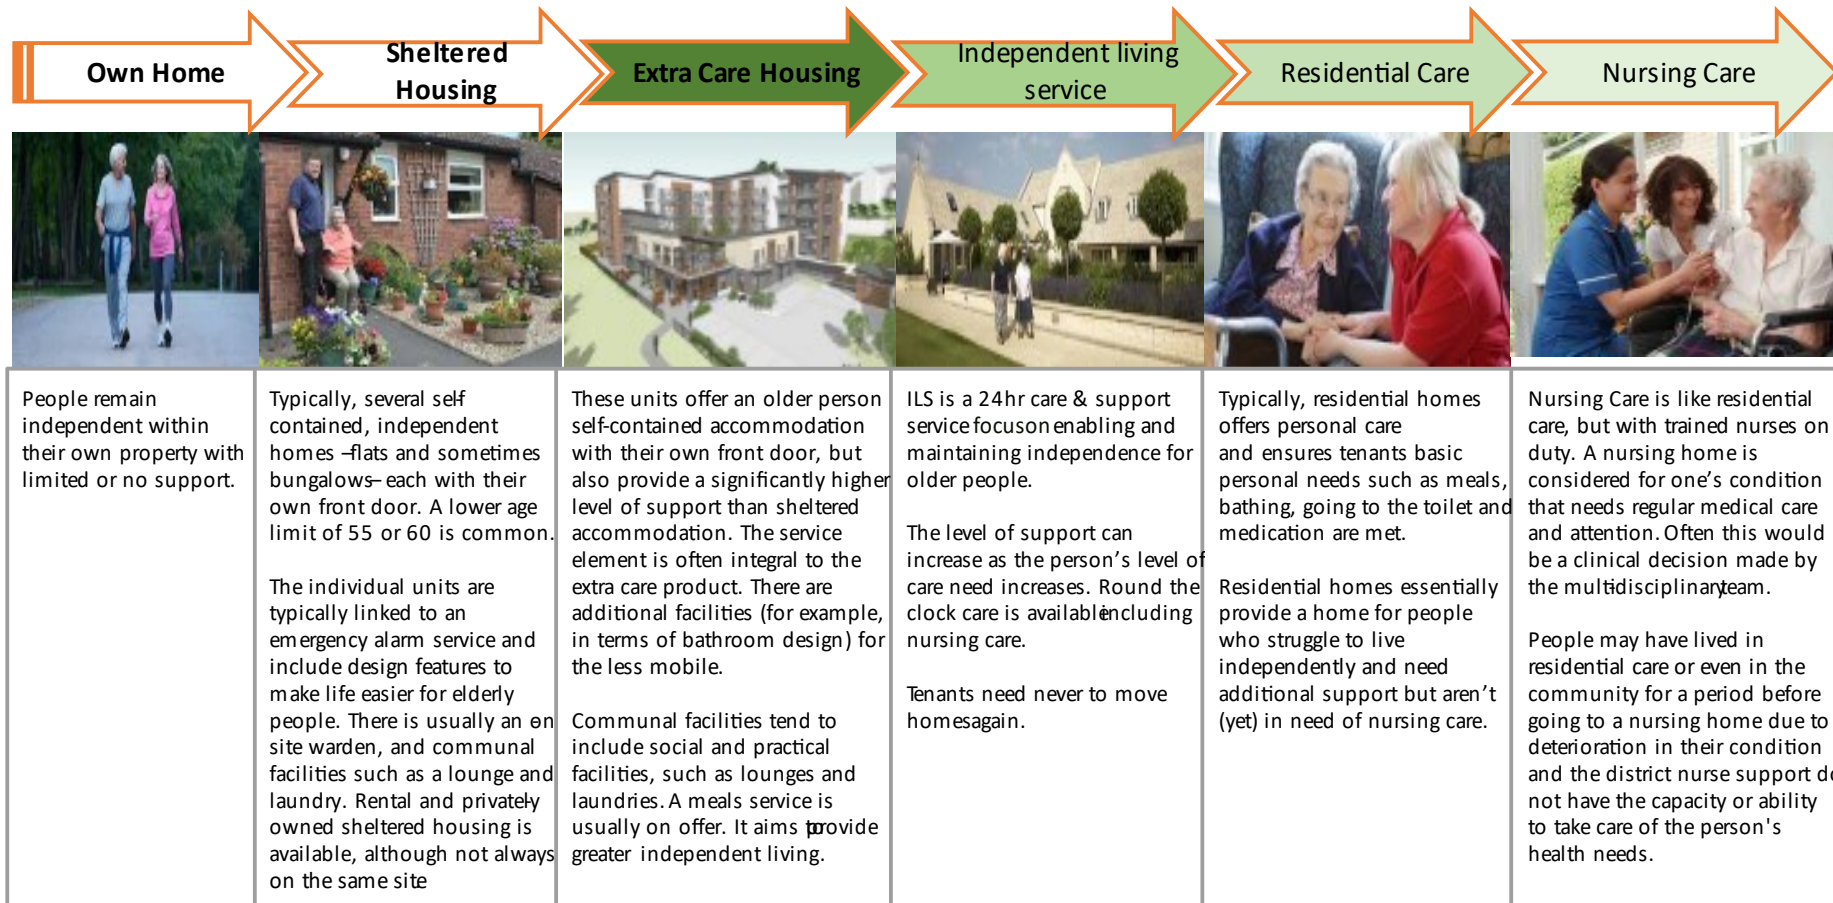 Own Home
Sheltered
Housing
Extra Care Housing
Independent living
service
Residential Care
Nursing Care
People remain
independent within
their own property with
limited or no support.
Typically, several self-
contained, independent
homes –flats and sometimes
bungalows– each with their
own front door. A lower age
limit of 55 or 60 is common.
The individual units are
typically linked to an
emergency alarm service and
include design features to
make life easier for elderly
people. There is usually an on-
site warden, and communal
facilities such as a lounge and
laundry. Rental and privately-
owned sheltered housing is
available, although not always
on the same site
These units offer an older person
self-contained accommodation
with their own front door, but
also provide a significantly higher
level of support than sheltered
accommodation. The service
element is often integral to the
extra care product. There are
additional facilities (for example,
in terms of bathroom design) for
the less mobile.
Communal facilities tend to
include social and practical
facilities, such as lounges and
laundries. A meals service is
usually on offer. It aims to provide
greater independent living.
ILS is a 24hr care & support
service focus on enabling and
maintaining independence for
older people.
The level of support can
increase as the person's level of
care need increases. Round the
clock care is available including
nursing care.
Tenants need never to move
homes again.
Typically, residential homes
offers personal care
and ensures tenants basic
personal needs such as meals,
bathing, going to the toilet and
medication are met.
Residential homes essentially
provide a home for people
who struggle to live
independently and need
additional support but aren't
(yet) in need of nursing care.
Nursing Care is like residential
care, but with trained nurses on
duty. A nursing home is
considered for one's condition
that needs regular medical care
and attention. Often this would
be a clinical decision made by
the multi-disciplinary team.
People may have lived in
residential care or even in the
community for a period before
going to a nursing home due to
deterioration in their condition
and the district nurse support do
not have the capacity or ability
to take care of the person's
health needs.